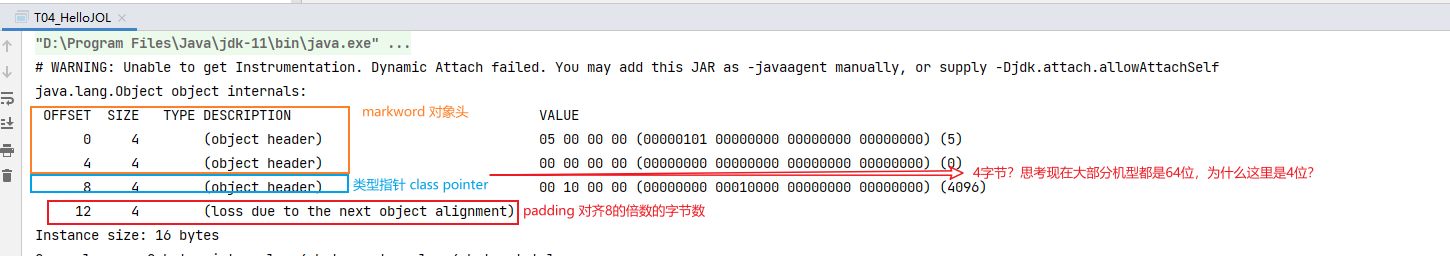 T04_HelloJOL
"D:\Program Files\Java\jdk-11\bin\java.exe" ...
# WARNING: Unable to get Instrumentation. Dynamic Attach failed. You may add this JAR as -javaagent manually, or supply -Djdk.attach.allowAttachSelf
java.lang.Object object internals:
OFFSET SIZE TYPE DESCRIPTION markword 对象头 VALUE
0 4 (object header) 05 00 00 00 (00000101 00000000 00000000 00000000) (5)
4 4 (object header) 00 00 00 00 (00000000 00000000 00000000 00000000) (0)
4字节？思考现在大部分机型都是64位，为什么这里是4位？
8 4 (object header) 类型指针 class pointer 00 10 00 00 (00000000 00010000 00000000 00000000) (4096)
12 4 (loss due to the next object alignment) padding 对齐8的倍数的字节数
Instance size: 16 bytes